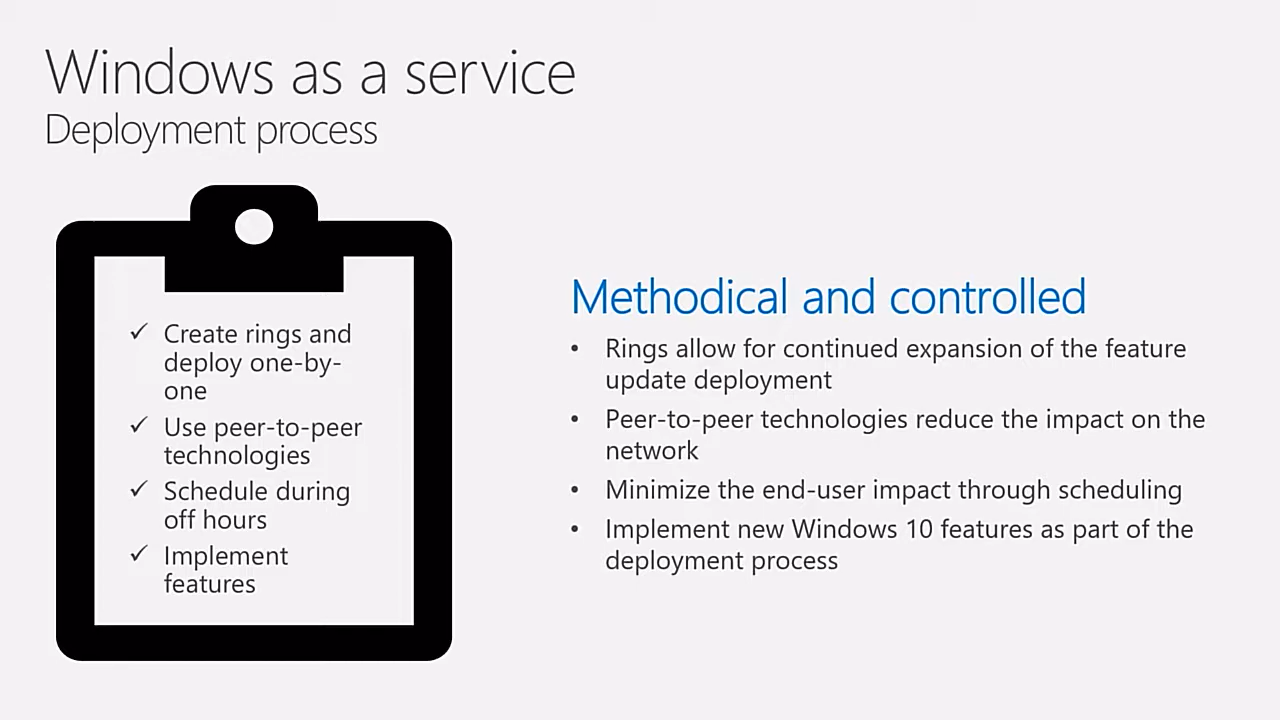 Windows as a service
Deployment process
✓ Create rings and
deploy one-by-
one
✓ Use peer-to-peer
technologies
✓ Schedule during
off hours
✓ Implement
features
Methodical and controlled
• Rings allow for continued expansion of the feature
update deployment
• Peer-to-peer technologies reduce the impact on the
network
• Minimize the end-user impact through scheduling
• Implement new Windows 10 features as part of the
deployment process